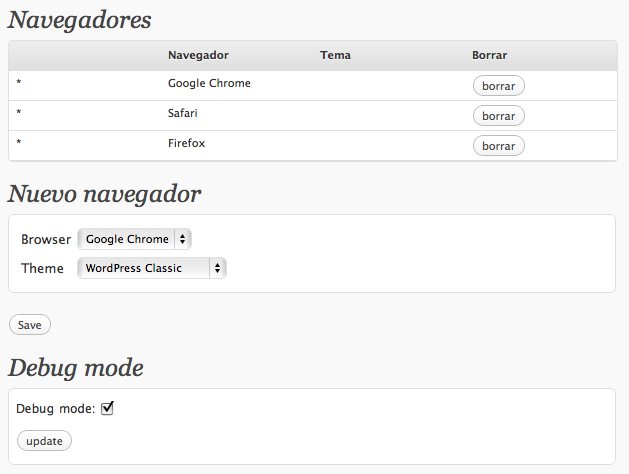 Navegadores
Navegador Tema Borrar
* Google Chrome borrar
* Safari borrar
* Firefox borrar
Nuevo navegador
Browser Google Chrome
Theme WordPress Classic
Save
Debug mode
Debug mode:
update